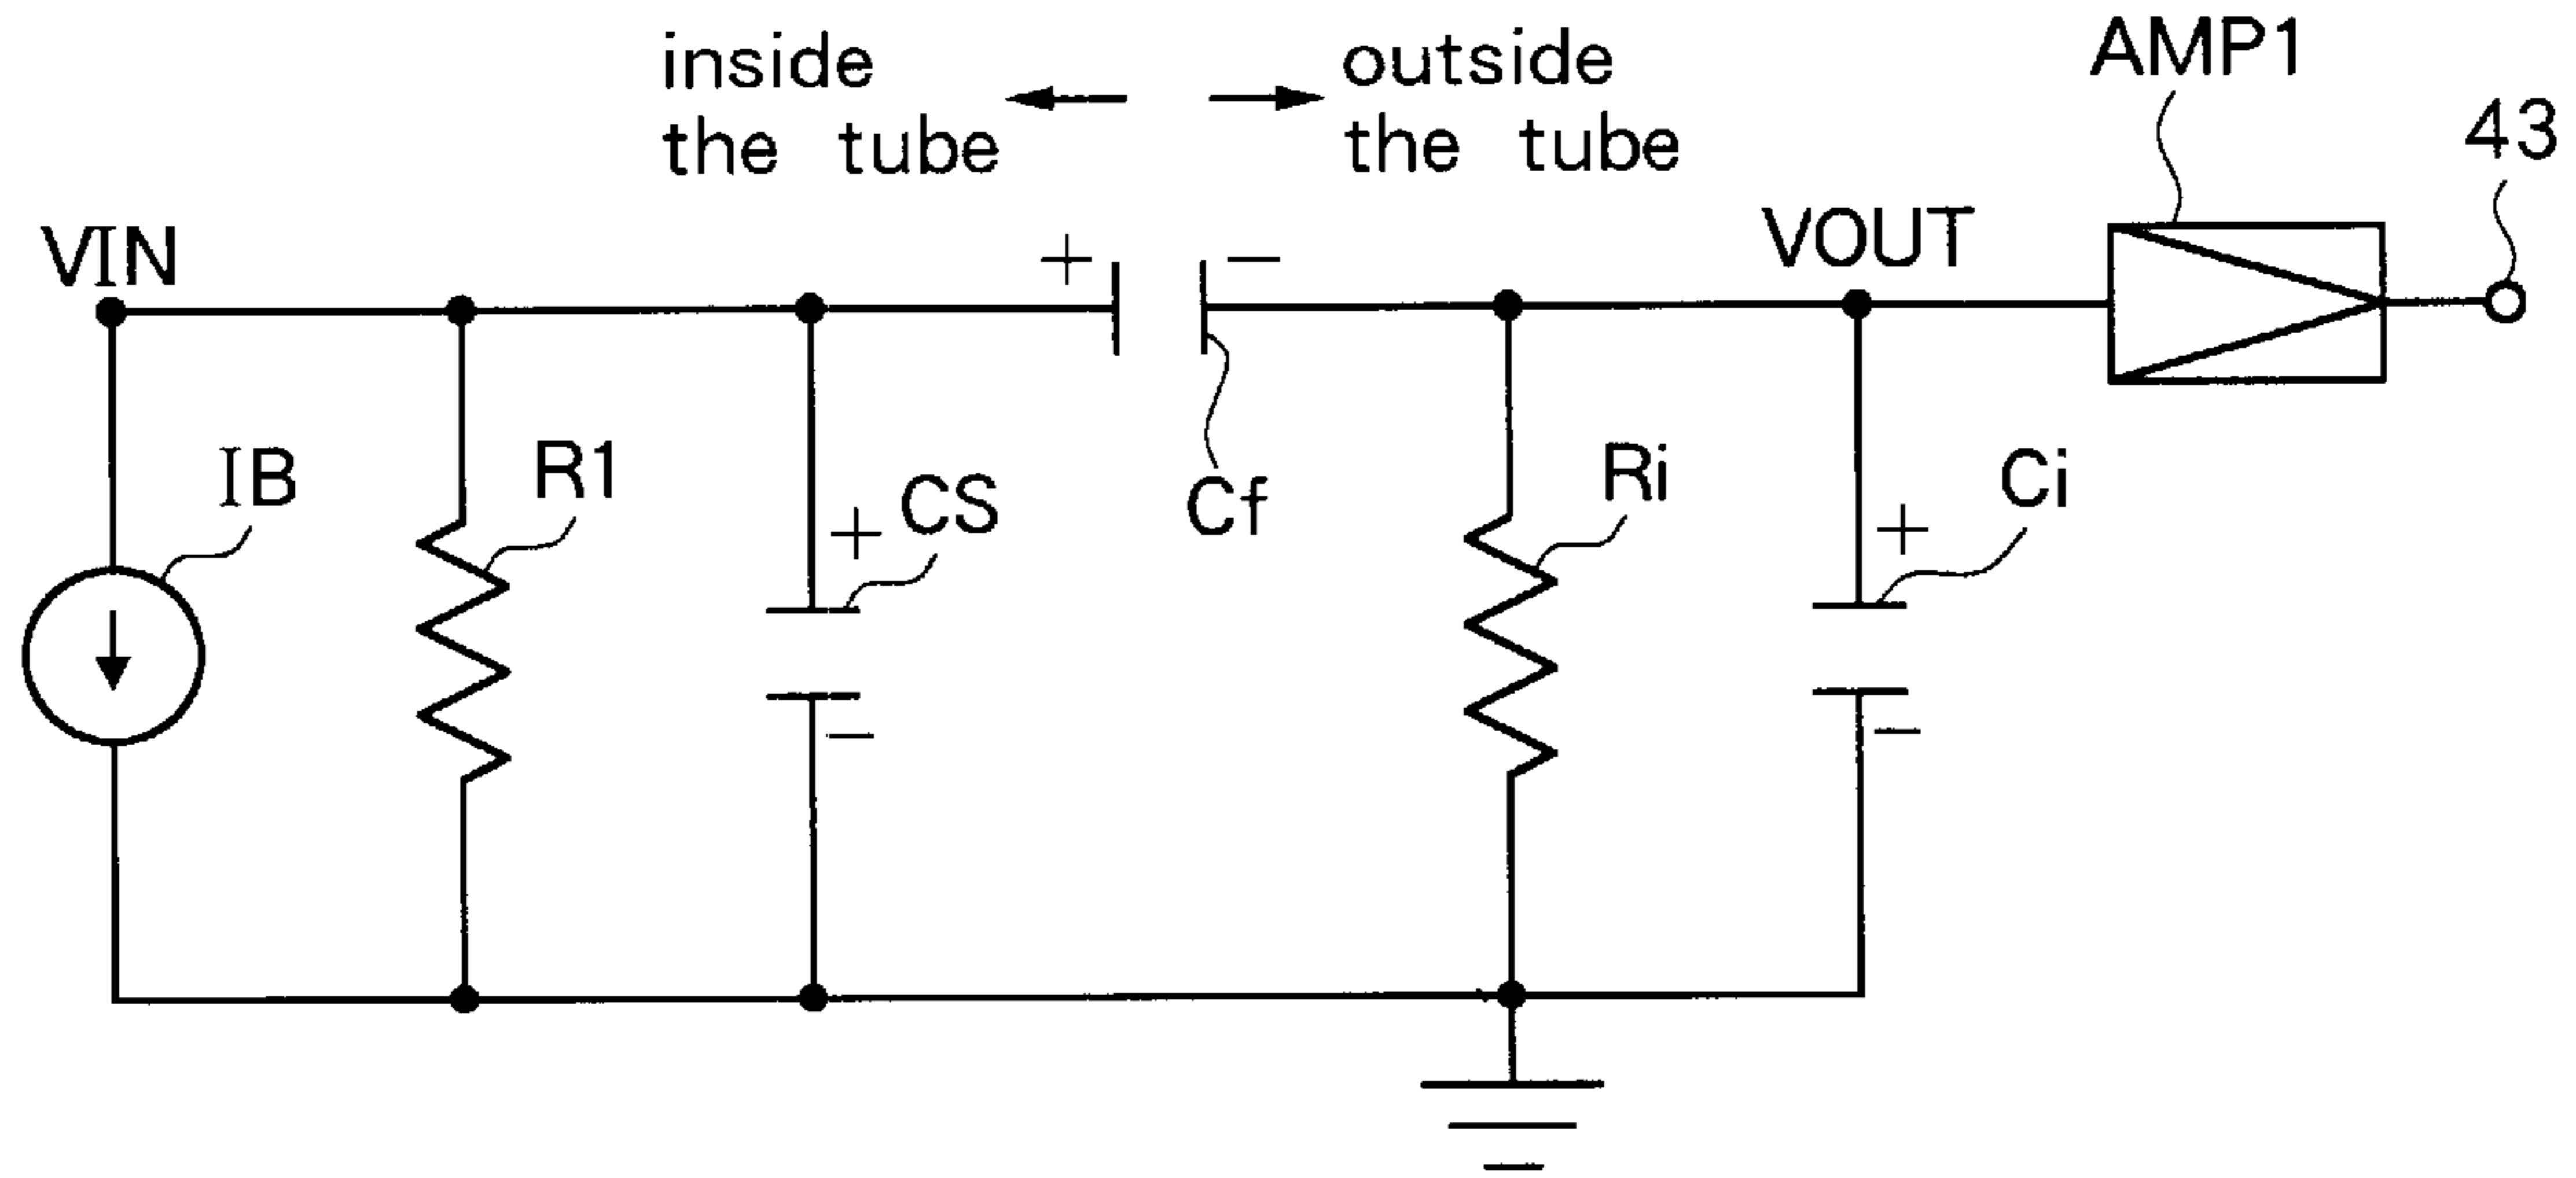 inside
the tube
outside
the tube
AMP1
43
VIN
+
−
VOUT
IB
R1
+
CS
Cf
Ri
+
Ci
−
−